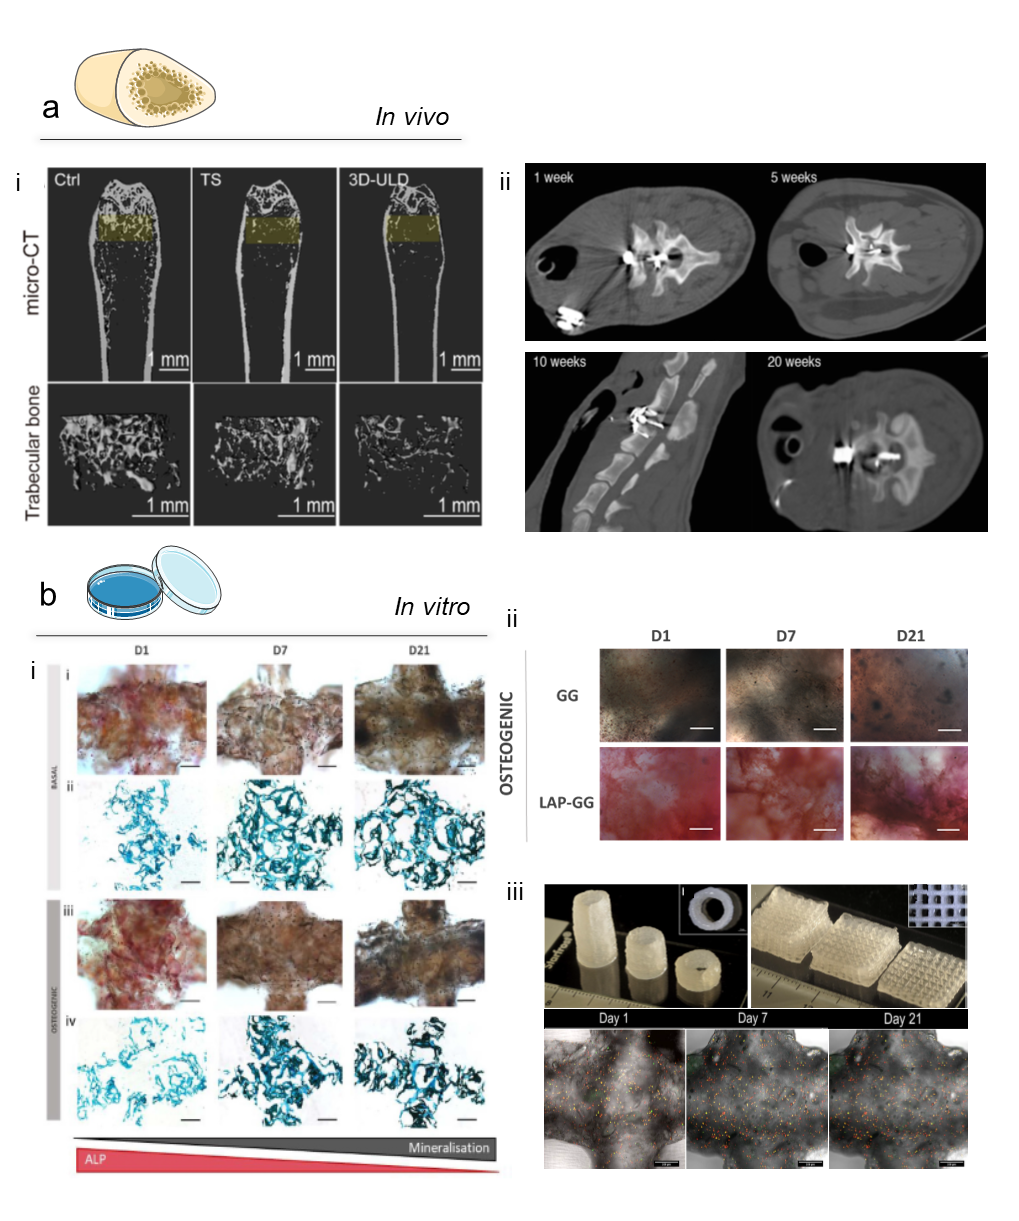 a
In vivo
i
Ctrl
TS
3D-ULD
micro-CT
1 mm
1 mm
1 mm
Trabecular bone
1 mm
1 mm
1 mm
ii
1 week
5 weeks
10 weeks
20 weeks
b
In vitro
i
D1
D7
D21
BASAL
i
ii
OSTEOGENIC
iii
iv
Mineralisation
ALP
ii
D1
D7
D21
OSTEOGENIC
GG
LAP-GG
iii
i
Day 1
Day 7
Day 21